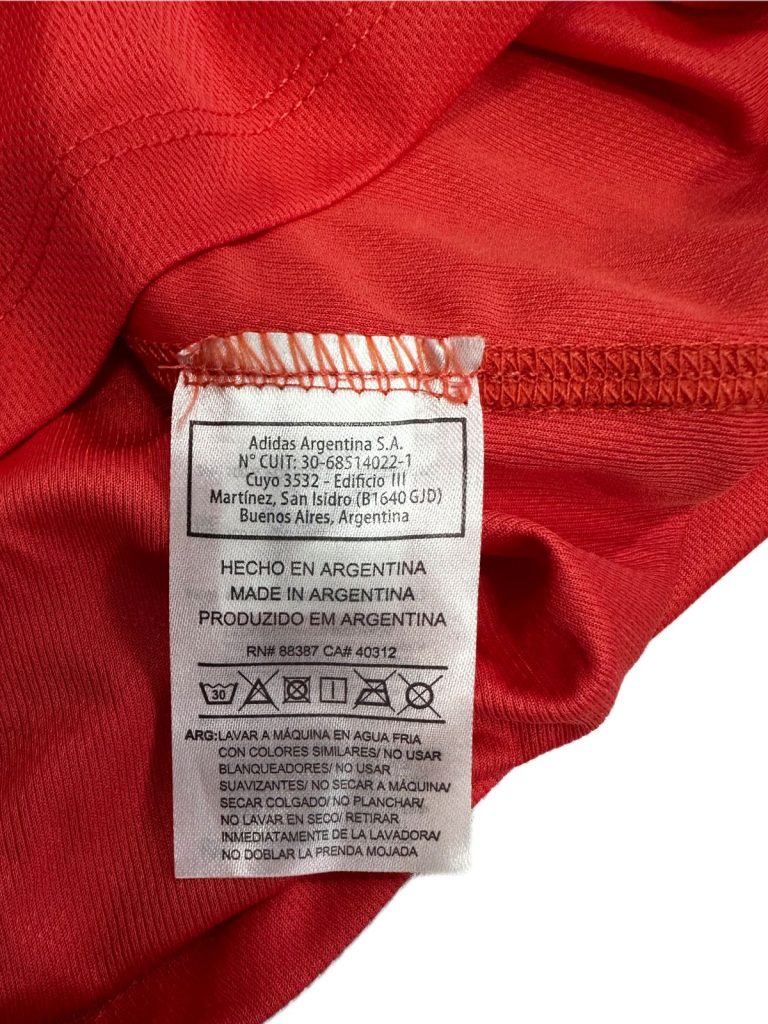 Adidas Argentina S.A.
N° CUIT: 30-68514022-1
Cuyo 3532 - Edificio III
Martínez, San Isidro (B1640 GJD)
Buenos Aires, Argentina
HECHO EN ARGENTINA
MADE IN ARGENTINA
PRODUZIDO EM ARGENTINA
RN# 88387 CA# 40312
30
ARG:LAVAR A MÁQUINA EN AGUA FRIA
CON COLORES SIMILARES/ NO USAR
BLANQUEADORES/ NO USAR
SUAVIZANTES/ NO SECAR A MÁQUINA/
SECAR COLGADO/ NO PLANCHAR/
NO LAVAR EN SECO/ RETIRAR
INMEDIATAMENTE DE LA LAVADORA/
NO DOBLAR LA PRENDA MOJADA